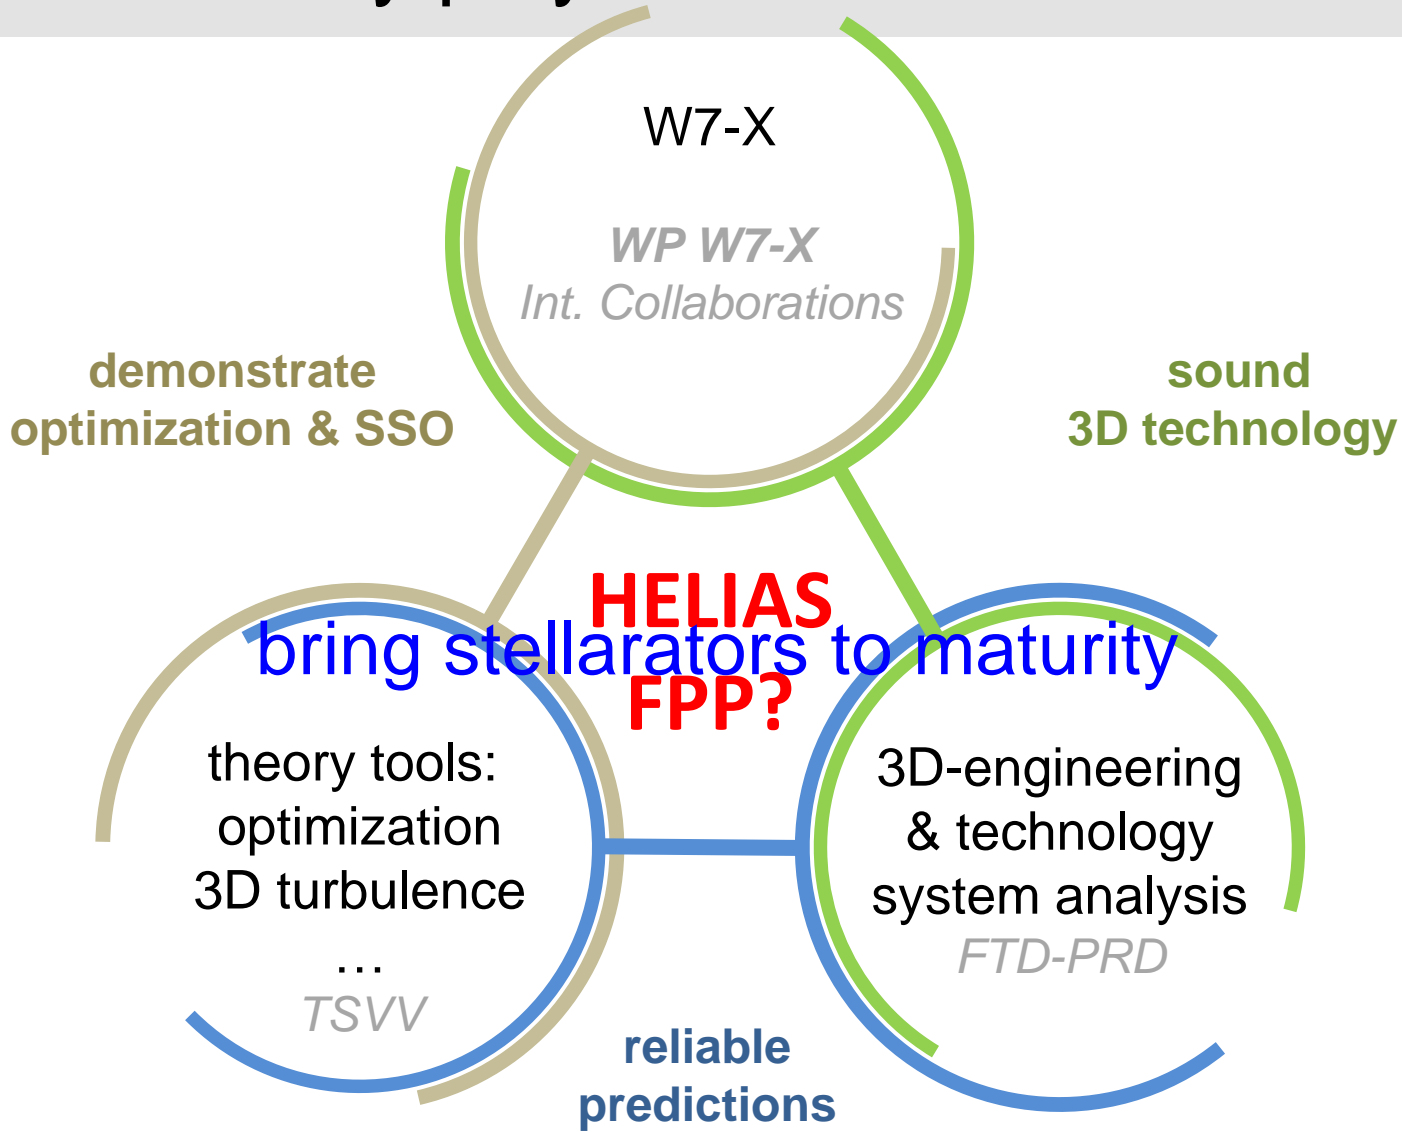 W7-X
WP W7-X
Int. Collaborations
demonstrate
optimization & SSO
sound
3D technology
HELIAS
bring stellarators to maturity
FPP?
theory tools:
optimization
3D turbulence
…
TSVV
3D-engineering
& technology
system analysis
FTD-PRD
reliable
predictions